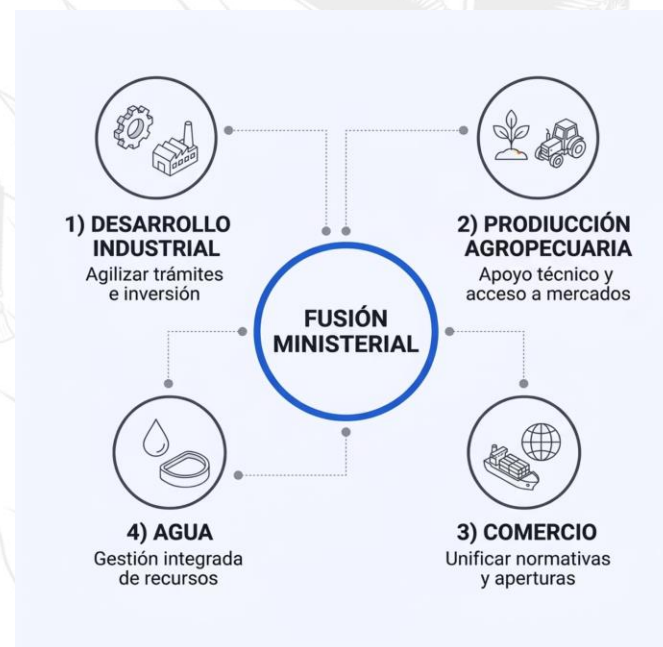 1) DESARROLLO
INDUSTRIAL
Agilizar trámites
e inversión
2) PRODIUCCIÓN
AGROPECUARIA
Apoyo técnico y
acceso a mercados
FUSIÓN
MINISTERIAL
4) AGUA
Gestión integrada
de recursos
3) COMERCIO
Unificar normativas
y aperturas